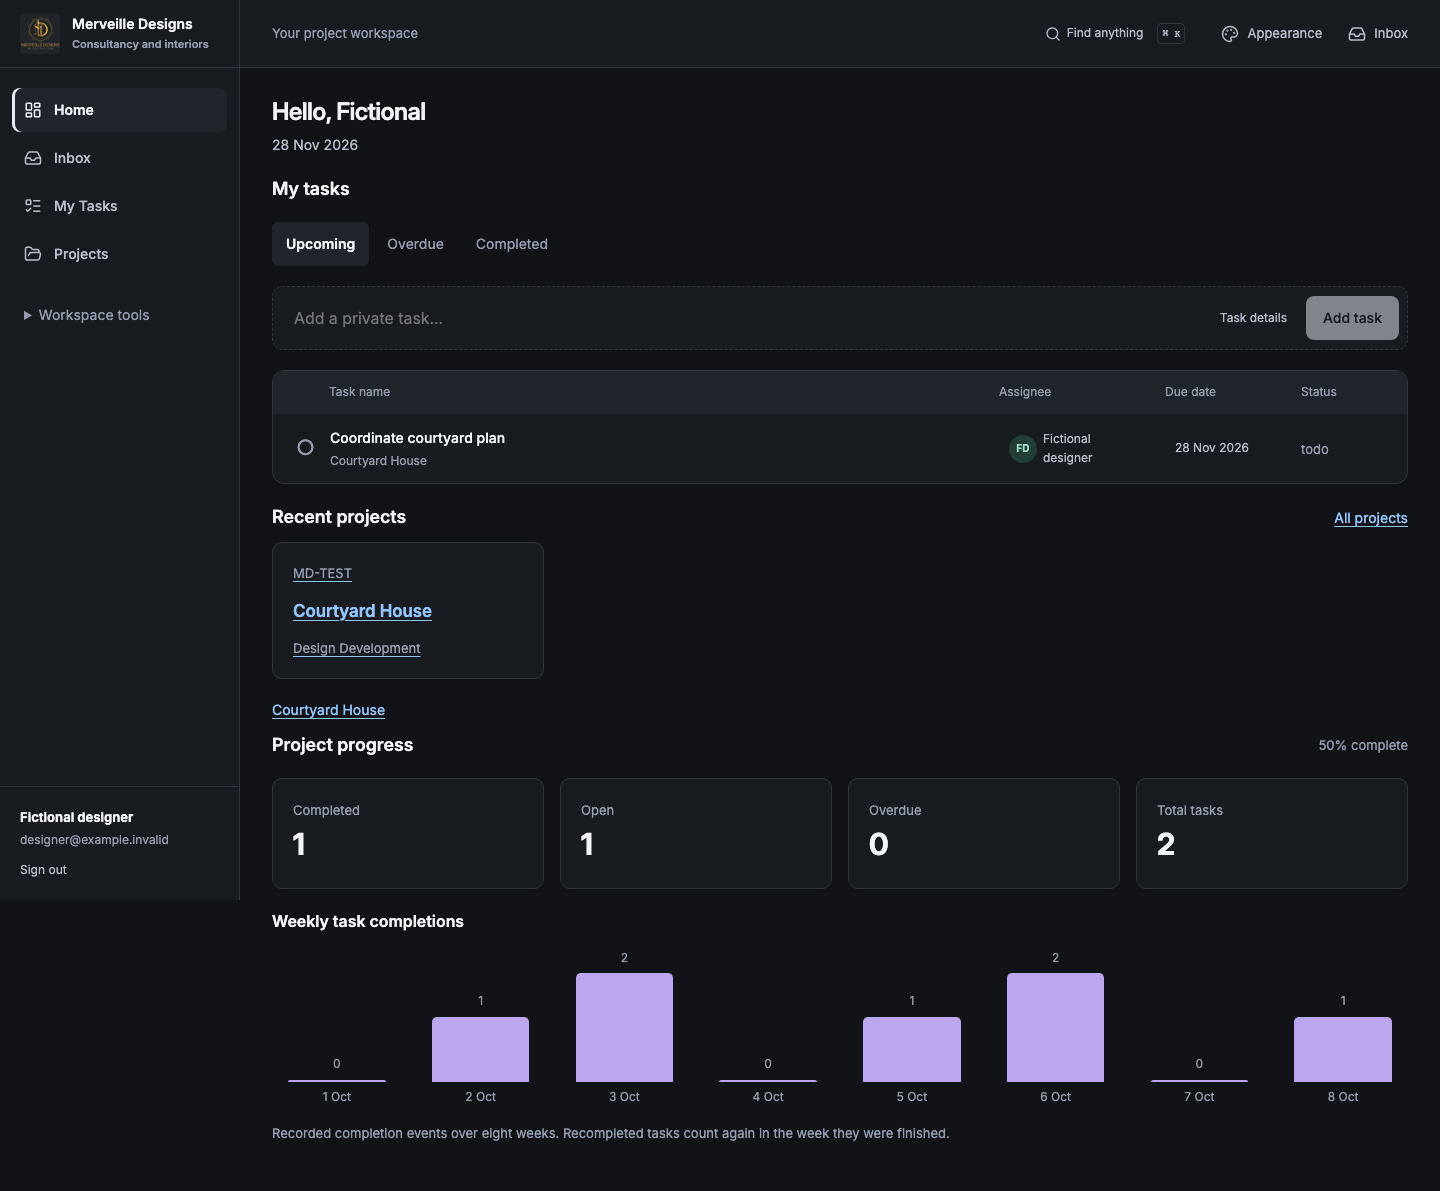 Merveille Designs
Consultancy and interiors
Your project workspace
Find anything
⌘ K
Appearance
Inbox
Home
Inbox
My Tasks
Projects
Workspace tools
Fictional designer
designer@example.invalid
Sign out
Hello, Fictional
28 Nov 2026
My tasks
Upcoming
Overdue
Completed
Add a private task...
Task details
Add task
Task name
Assignee
Due date
Status
Coordinate courtyard plan
Courtyard House
FD
Fictional
designer
28 Nov 2026
todo
Recent projects
All projects
MD-TEST
Courtyard House
Design Development
Courtyard House
Project progress
50% complete
Completed
1
Open
1
Overdue
0
Total tasks
2
Weekly task completions
0
1
2
0
1
2
0
1
1 Oct
2 Oct
3 Oct
4 Oct
5 Oct
6 Oct
7 Oct
8 Oct
Recorded completion events over eight weeks. Recompleted tasks count again in the week they were finished.